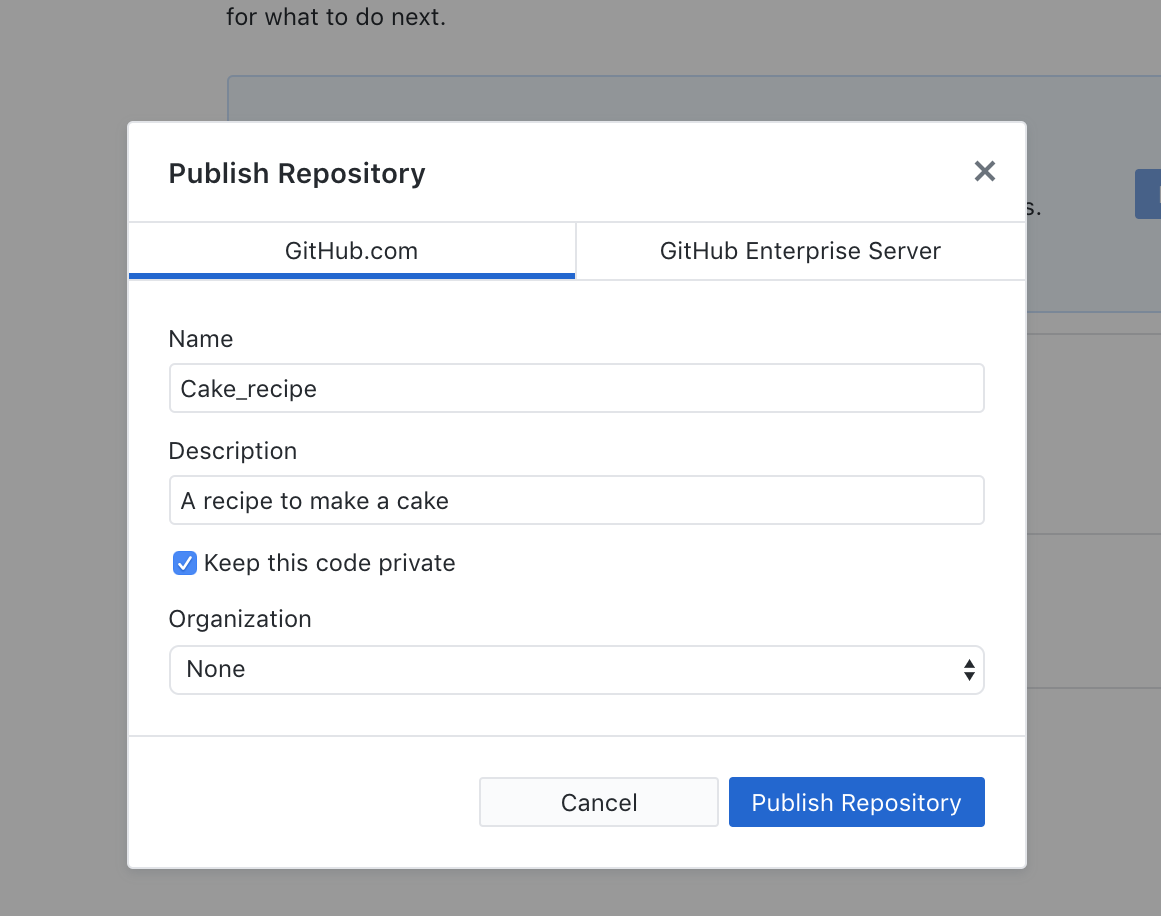 for what to do next.
Publish Repository
s.
GitHub.com
GitHub Enterprise Server
Name
Cake_recipe
Description
A recipe to make a cake
Keep this code private
Organization
None
Cancel
Publish Repository